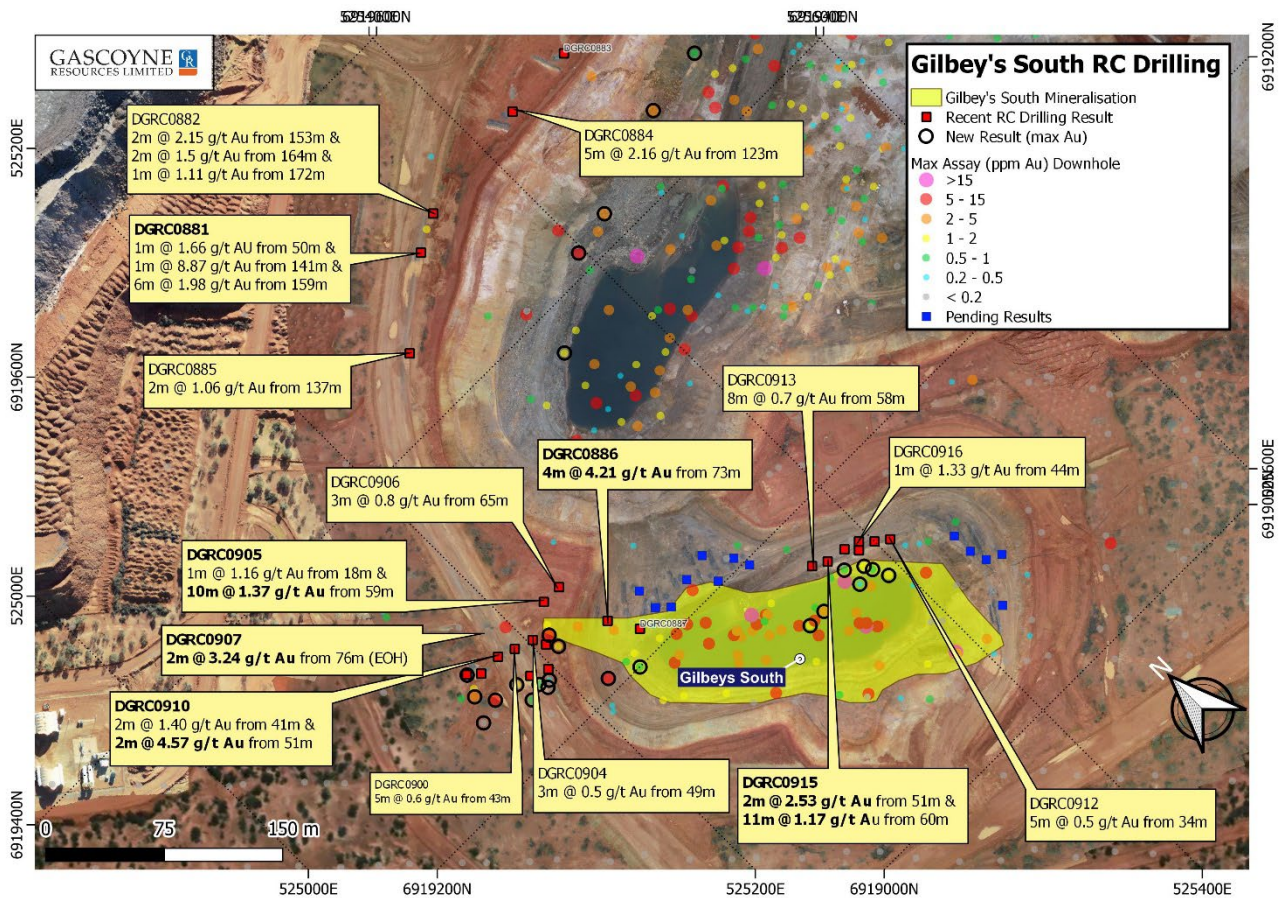 5251960E
6919600N
5251600E
6919400N
GASCOYNE
RESOURCES LIMITED
GR
DGRC0883
Gilbey's South RC Drilling
Gilbey's South Mineralisation
Recent RC Drilling Result
New Result (max Au)
Max Assay (ppm Au) Downhole
>15
5 - 15
2 - 5
1 - 2
0.5 - 1
0.2 - 0.5
< 0.2
Pending Results
6919200N
525200E
DGRC0882
2m @ 2.15 g/t Au from 153m &
2m @ 1.5 g/t Au from 164m &
1m @ 1.11 g/t Au from 172m
DGRC0884
5m @ 2.16 g/t Au from 123m
DGRC0881
1m @ 1.66 g/t AU from 50m &
1m @ 8.87 g/t Au from 141m &
6m @ 1.98 g/t Au from 159m
DGRC0885
2m @ 1.06 g/t Au from 137m
6919600N
DGRC0913
8m @ 0.7 g/t Au from 58m
DGRC0886
4m @ 4.21 g/t Au from 73m
DGRC0916
1m @ 1.33 g/t Au from 44m
DGRC0906
3m @ 0.8 g/t Au from 65m
DGRC0905
1m @ 1.16 g/t Au from 18m &
10m @ 1.37 g/t Au from 59m
525000E
DGRC0887
DGRC0907
2m @ 3.24 g/t Au from 76m (EOH)
Gilbeys South
N
DGRC0910
2m @ 1.40 g/t Au from 41m &
2m @ 4.57 g/t Au from 51m
DGRC0900
5m @ 0.6 g/t Au from 43m
DGRC0904
3m @ 0.5 g/t Au from 49m
DGRC0915
2m @ 2.53 g/t Au from 51m &
11m @ 1.17 g/t Au from 60m
DGRC0912
5m @ 0.5 g/t Au from 34m
6919400N
0 75 150 m
525000E
6919200N
525200E
6919000N
525400E